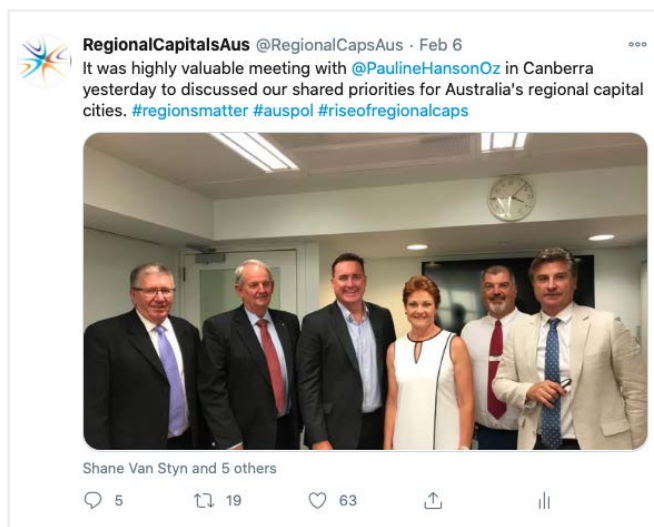 RegionalCapitalsAus @RegionalCapsAus · Feb 6
It was highly valuable meeting with @PaulineHansonOz in Canberra
yesterday to discussed our shared priorities for Australia's regional capital
cities. #regionsmatter #auspol #riseofregionalcaps
Shane Van Styn and 5 others
5 19 63